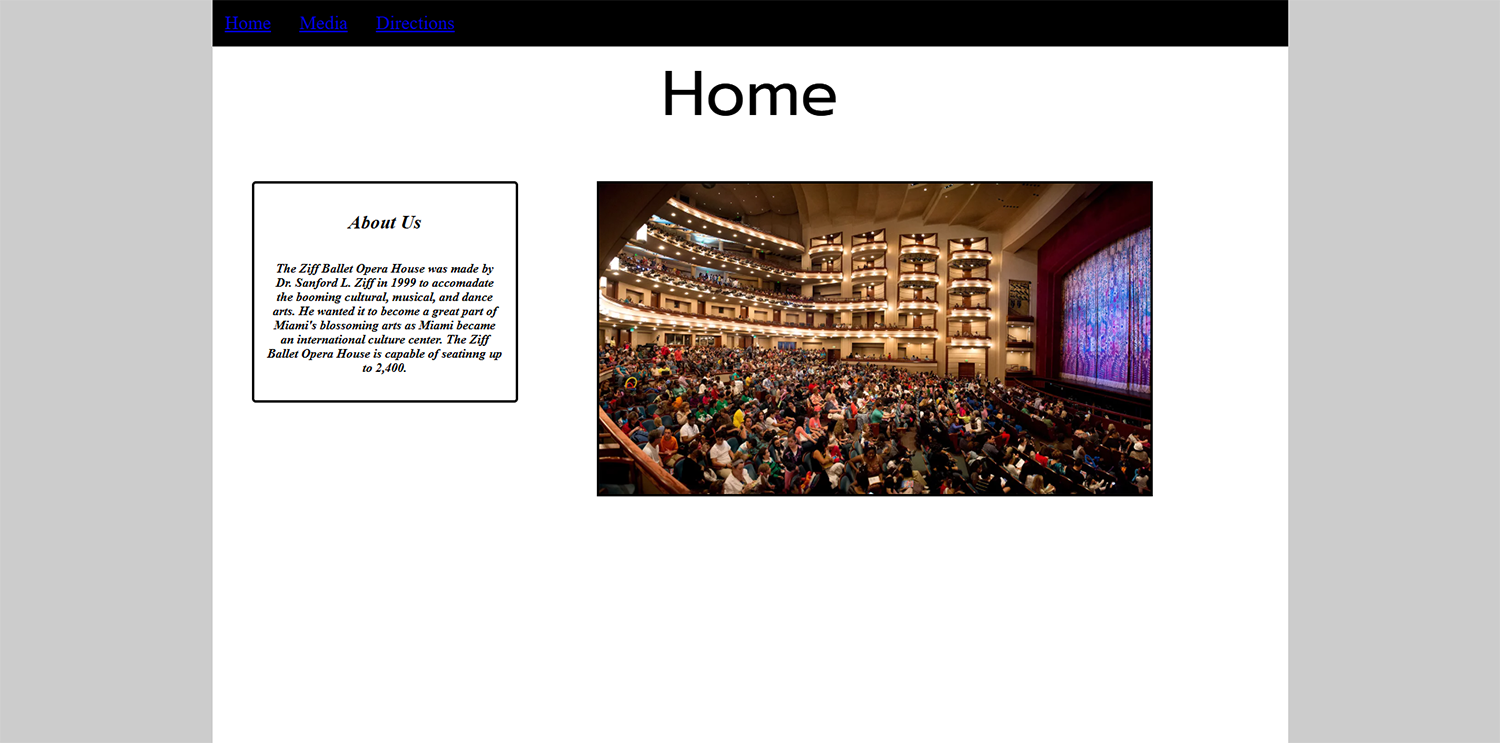 Home Media Directions
Home
About Us
The Ziff Ballet Opera House was made by
Dr. Sanford L. Ziff in 1999 to accomadate
the booming cultural, musical, and dance
arts. He wanted it to become a great part of
Miami's blossoming arts as Miami became
an international culture center. The Ziff
Ballet Opera House is capable of seatinng up
to 2,400.